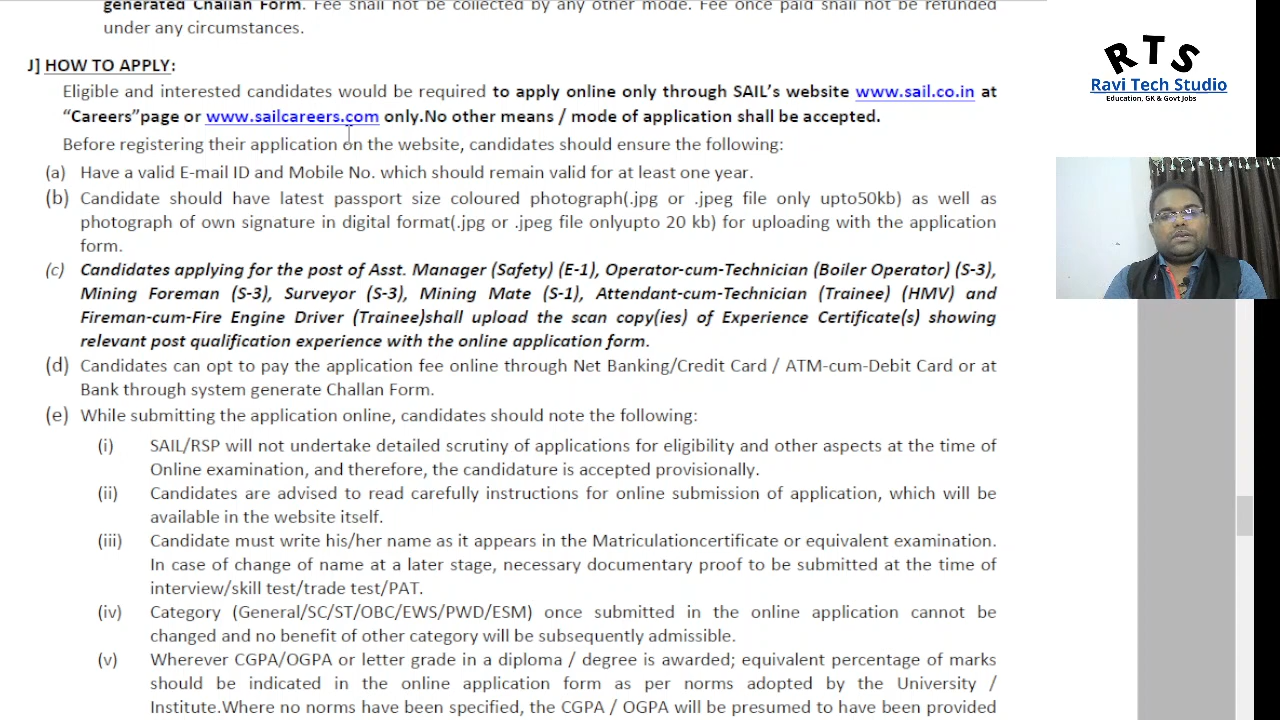 generated Challan Form. Fee shall not be collected by any other mode. Fee once paid shall not be refunded
under any circumstances.
J] HOW TO APPLY:
Eligible and interested candidates would be required to apply online only through SAIL's website www.sail.co.in at
“Careers”page or www.sailcareers.com only.No other means / mode of application shall be accepted.
Before registering their application on the website, candidates should ensure the following:
(a) Have a valid E-mail ID and Mobile No. which should remain valid for at least one year.
(b) Candidate should have latest passport size coloured photograph(.jpg or .jpeg file only upto50kb) as well as
photograph of own signature in digital format(.jpg or .jpeg file onlyupto 20 kb) for uploading with the application
form.
(c) Candidates applying for the post of Asst. Manager (Safety) (E-1), Operator-cum-Technician (Boiler Operator) (S-3),
Mining Foreman (S-3), Surveyor (S-3), Mining Mate (S-1), Attendant-cum-Technician (Trainee) (HMV) and
Fireman-cum-Fire Engine Driver (Trainee)shall upload the scan copy(ies) of Experience Certificate(s) showing
relevant post qualification experience with the online application form.
(d) Candidates can opt to pay the application fee online through Net Banking/Credit Card / ATM-cum-Debit Card or at
Bank through system generate Challan Form.
(e) While submitting the application online, candidates should note the following:
(i) SAIL/RSP will not undertake detailed scrutiny of applications for eligibility and other aspects at the time of
Online examination, and therefore, the candidature is accepted provisionally.
(ii) Candidates are advised to read carefully instructions for online submission of application, which will be
available in the website itself.
(iii) Candidate must write his/her name as it appears in the Matriculationcertificate or equivalent examination.
In case of change of name at a later stage, necessary documentary proof to be submitted at the time of
interview/skill test/trade test/PAT.
(iv) Category (General/SC/ST/OBC/EWS/PWD/ESM) once submitted in the online application cannot be
changed and no benefit of other category will be subsequently admissible.
(v) Wherever CGPA/OGPA or letter grade in a diploma / degree is awarded; equivalent percentage of marks
should be indicated in the online application form as per norms adopted by the University /
Institute.Where no norms have been specified, the CGPA / OGPA will be presumed to have been provided
RTS
Ravi Tech Studio
Education, GK & Govt Jobs